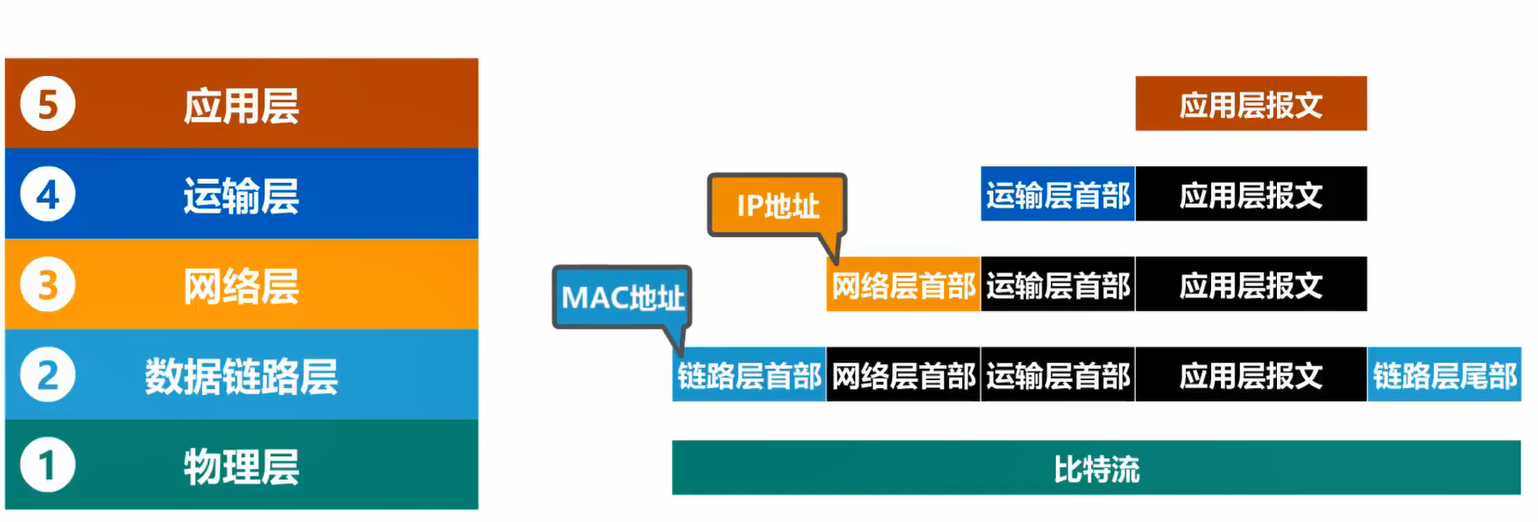 5 应用层 应用层报文
4 运输层 运输层首部 应用层报文
IP地址
3 网络层 网络层首部 运输层首部 应用层报文
MAC地址
2 数据链路层 链路层首部 网络层首部 运输层首部 应用层报文 链路层尾部
1 物理层 比特流